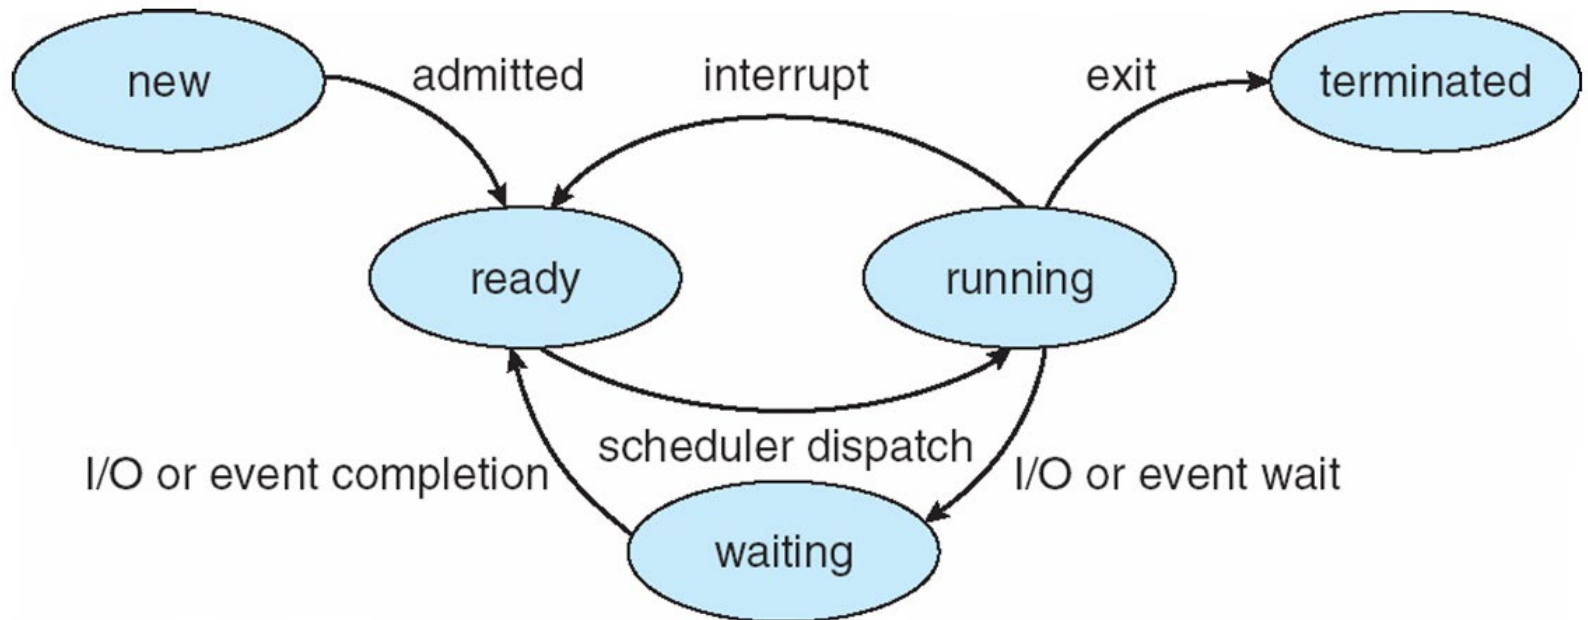 new
admitted
interrupt
exit
terminated
ready
running
scheduler dispatch
I/O or event completion
I/O or event wait
waiting